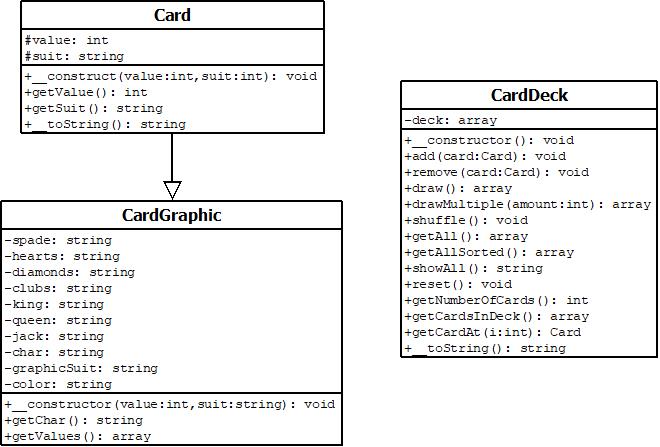 Card
#value: int
#suit: string
+__construct(value:int,suit:int): void
+getValue(): int
+getSuit(): string
+__toString(): string
CardGraphic
-spade: string
-hearts: string
-diamonds: string
-clubs: string
-king: string
-queen: string
-jack: string
-char: string
-graphicSuit: string
-color: string
+__constructor(value:int,suit:string): void
+getChar(): string
+getValues(): array
CardDeck
-deck: array
+__constructor(): void
+add(card:Card): void
+remove(card:Card): void
+draw(): array
+drawMultiple(amount:int): array
+shuffle(): void
+getAll(): array
+getAllSorted(): array
+showAll(): string
+reset(): void
+getNumberOfCards(): int
+getCardsInDeck(): array
+getCardAt(i:int): Card
+__toString(): string